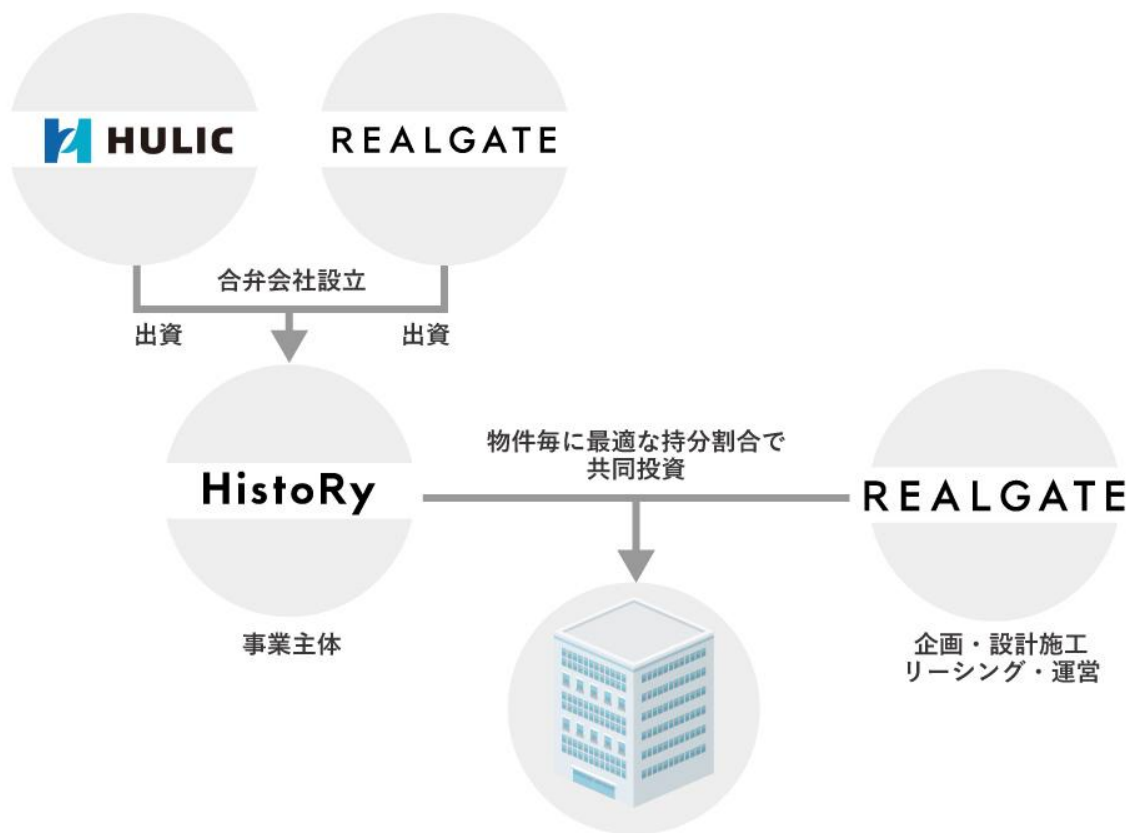 HULIC
REALGATE
合弁会社設立
出資
出資
HistoRy
事業主体
物件毎に最適な持分割合で
共同投資
REALGATE
企画・設計施工
リーシング・運営